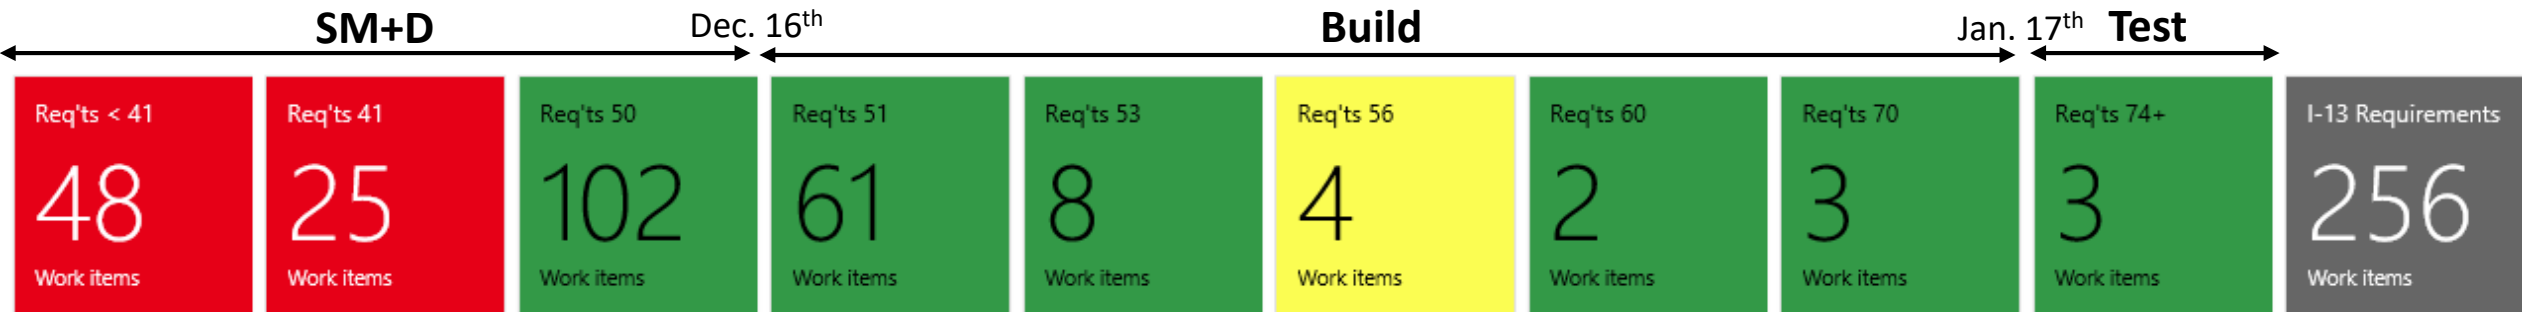 SM+D
Dec. 16th
Build
Jan. 17th
Test
Req'ts < 41
48
Work items
Req'ts 41
25
Work items
Req'ts 50
102
Work items
Req'ts 51
61
Work items
Req'ts 53
8
Work items
Req'ts 56
4
Work items
Req'ts 60
2
Work items
Req'ts 70
3
Work items
Req'ts 74+
3
Work items
I-13 Requirements
256
Work items